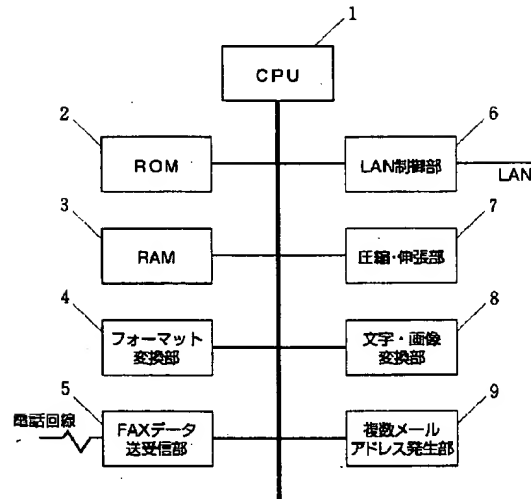 1
CPU
2
ROM
6
LAN制御部
LAN
3
RAM
7
圧縮・伸張部
4
フォーマット
変換部
8
文字・画像
変換部
5
電話回線
FAXデータ
送受信部
9
複数メール
アドレス発生部